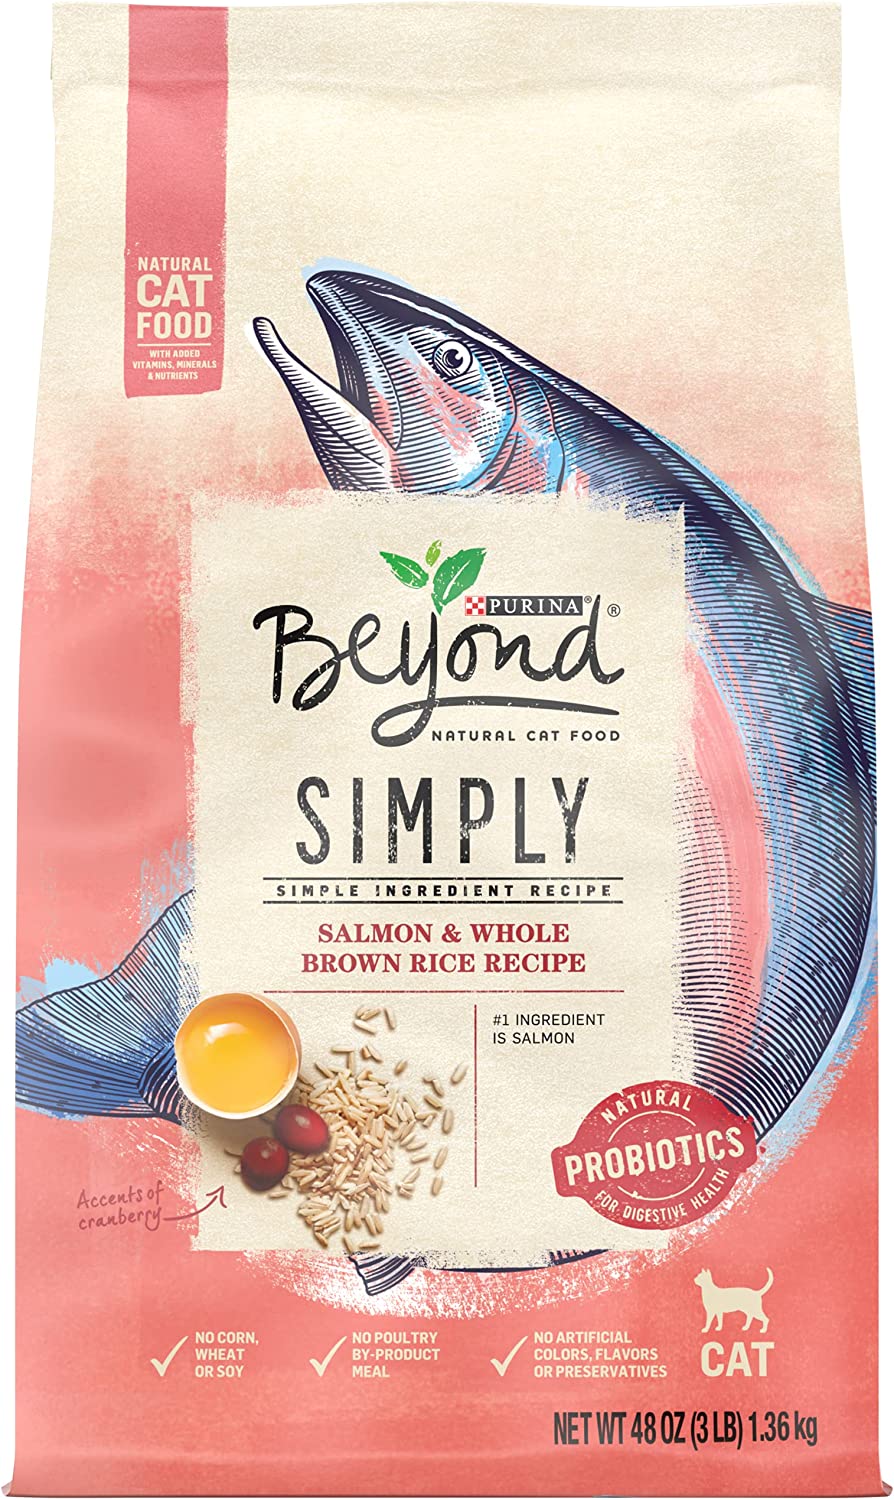 NATURAL
CAT
FOOD
WITH ADDED
VITAMINS, MINERALS
& NUTRIENTS
PURINA®
Beyond®
NATURAL CAT FOOD
SIMPLY
SIMPLE INGREDIENT RECIPE
SALMON & WHOLE
BROWN RICE RECIPE
#1 INGREDIENT
IS SALMON
NATURAL
PROBIOTICS
FOR DIGESTIVE HEALTH
Accents of
cranberry
NO CORN,
WHEAT
OR SOY
NO POULTRY
BY-PRODUCT
MEAL
NO ARTIFICIAL
COLORS, FLAVORS
OR PRESERVATIVES
CAT
NET WT 48 OZ (3 LB) 1.36 kg